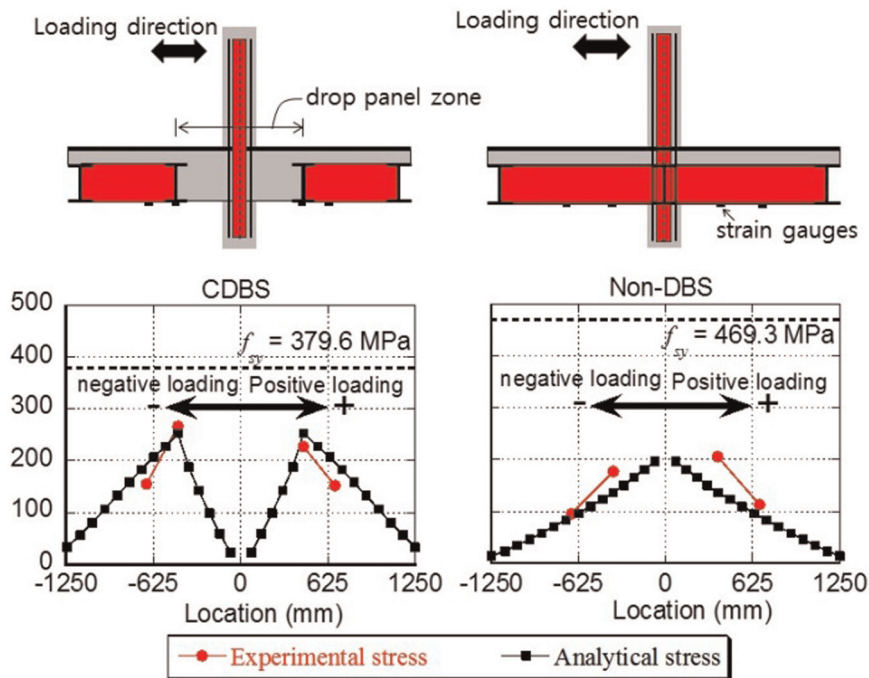 Loading direction
Loading direction
drop panel zone
strain gauges
CDBS
Non-DBS
500
400
300
200
100
0
f_sy = 379.6 MPa
negative loading Positive loading
- +
f_sy = 469.3 MPa
negative loading Positive loading
- +
-1250 -625 0 625 1250
-1250 -625 0 625 1250
Location (mm)
Location (mm)
Experimental stress
Analytical stress